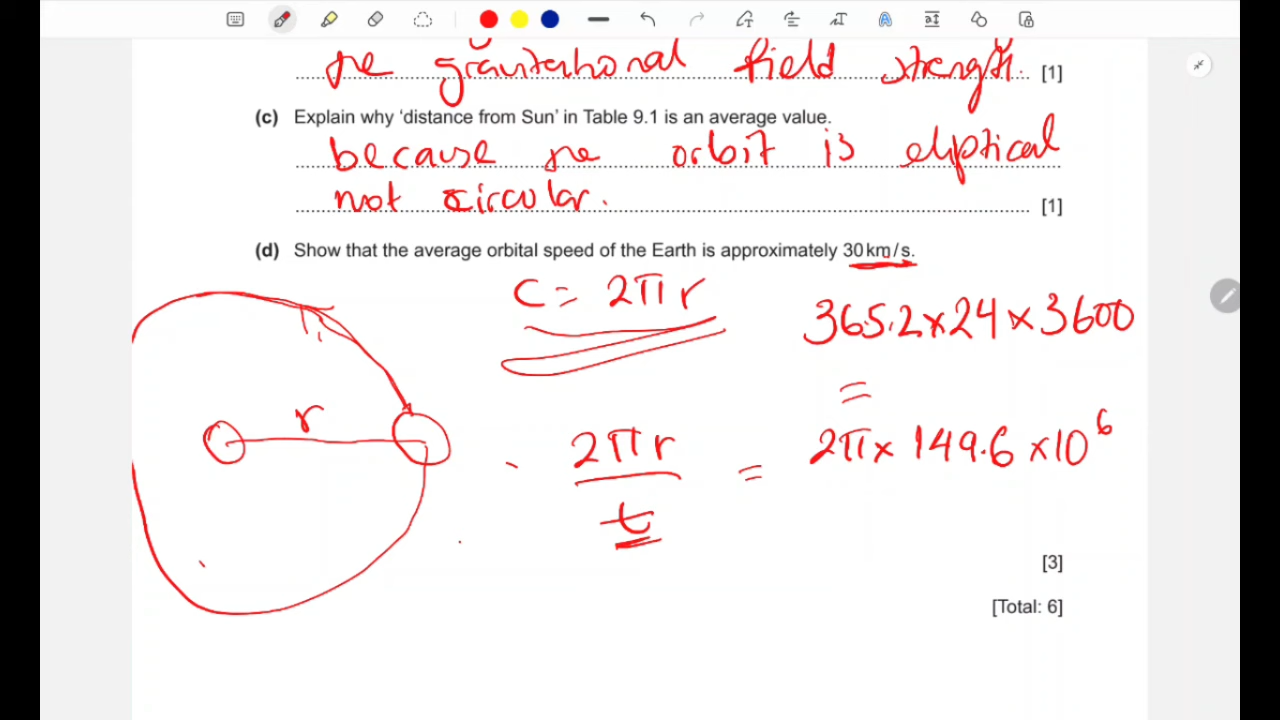 the gravitational field strength. [1]
(c) Explain why ‘distance from Sun’ in Table 9.1 is an average value.
because the orbit is eliptical
not circular. [1]
(d) Show that the average orbital speed of the Earth is approximately 30 km/s.
C = 2πr
365.2×24×3600
=
r
2πr
t
= 2π× 149.6 ×10⁶
[3]
[Total: 6]